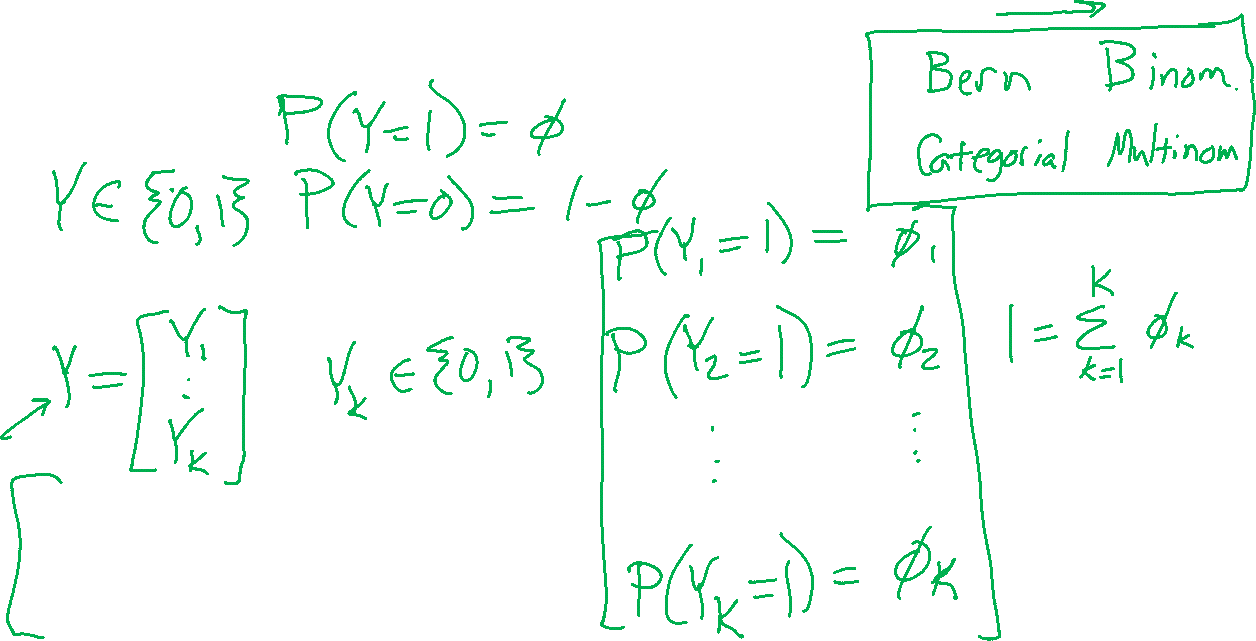 Bern Binom.
Categorial Multinom
P(Y=1) = ϕ
Y ∈ {0,1} P(Y=0) = 1-ϕ
P(Y₁=1) = ϕ₁
Y = [Y₁ ⋮ Y_K] Y_k ∈ {0,1} P(Y₂=1) = ϕ₂ 1 = ∑_{k=1}^{K} ϕ_k
⋮ ⋮
P(Y_K=1) = ϕ_K